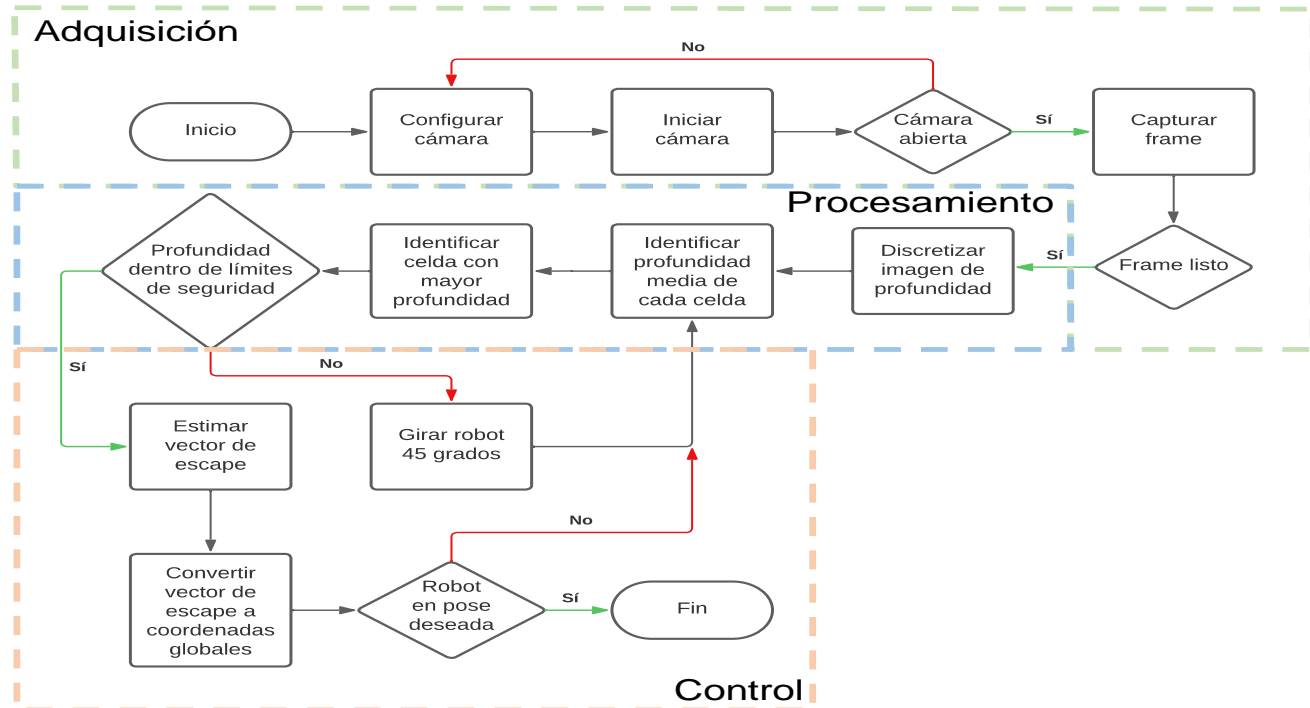 Adquisición
No
Inicio
Configurar
cámara
Iniciar
cámara
Cámara
abierta
Sí
Capturar
frame
Procesamiento
Profundidad
dentro de límites
de seguridad
Identificar
celda con
mayor
profundidad
Identificar
profundidad
media de
cada celda
Discretizar
imagen de
profundidad
Sí
Frame listo
Sí
No
Estimar
vector de
escape
Girar robot
45 grados
No
Convertir
vector de
escape a
coordenadas
globales
Robot
en pose
deseada
Sí
Fin
Control